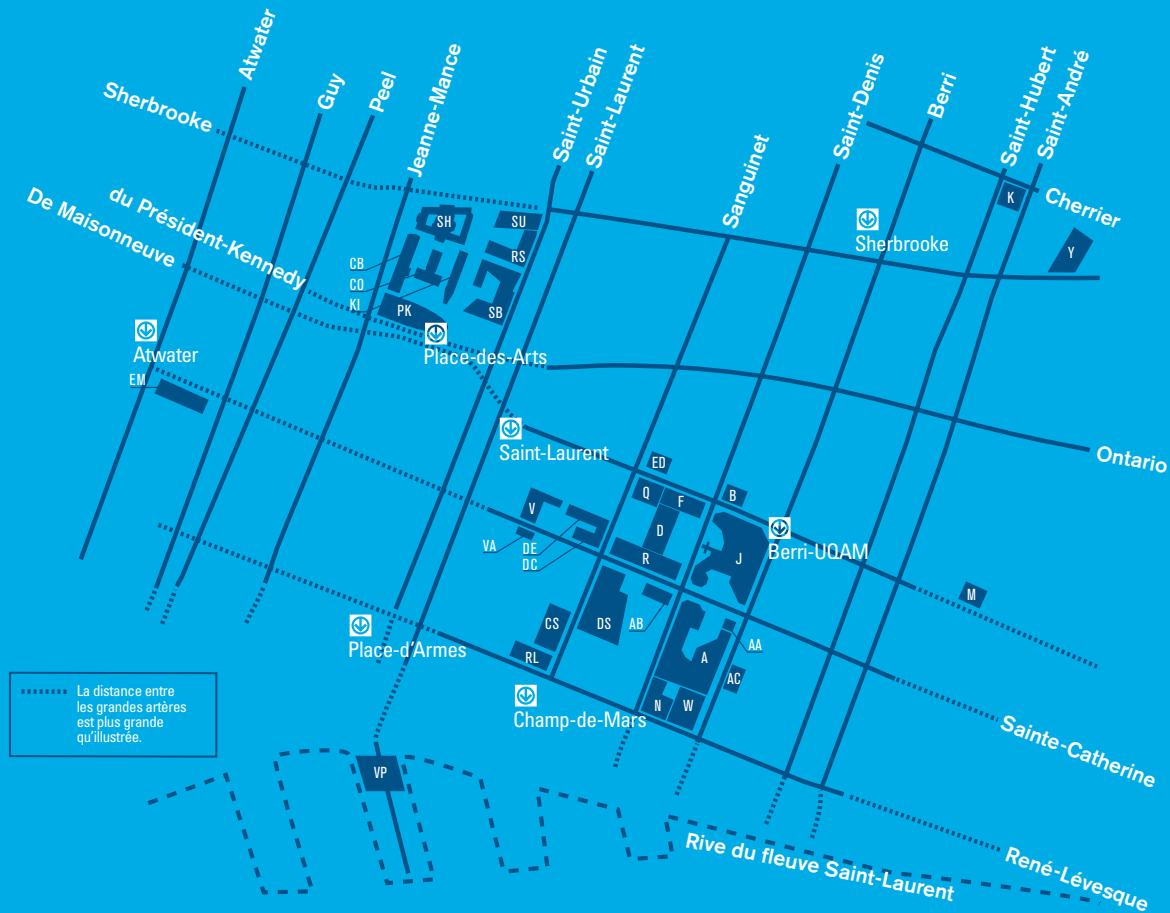 Atwater
Guy
Peel
Jeanne-Mance
Saint-Urbain
Saint-Laurent
Sanguinet
Saint-Denis
Berri
Saint-Hubert
Saint-André
Sherbrooke
du Président-Kennedy
De Maisonneuve
Cherrier
K
Y
Sherbrooke
SH
SU
RS
CB
CO
KI
PK
SB
Place-des-Arts
Atwater
EM
Saint-Laurent
Ontario
ED
Q
F
B
V
D
VA
DE
DC
R
J
Berri-UQAM
M
CS
DS
AB
A
AA
RL
AC
N
W
Place-d'Armes
Champ-de-Mars
Sainte-Catherine
La distance entre
les grandes artères
est plus grande
qu'illustrée.
VP
Rive du fleuve Saint-Laurent
René-Lévesque